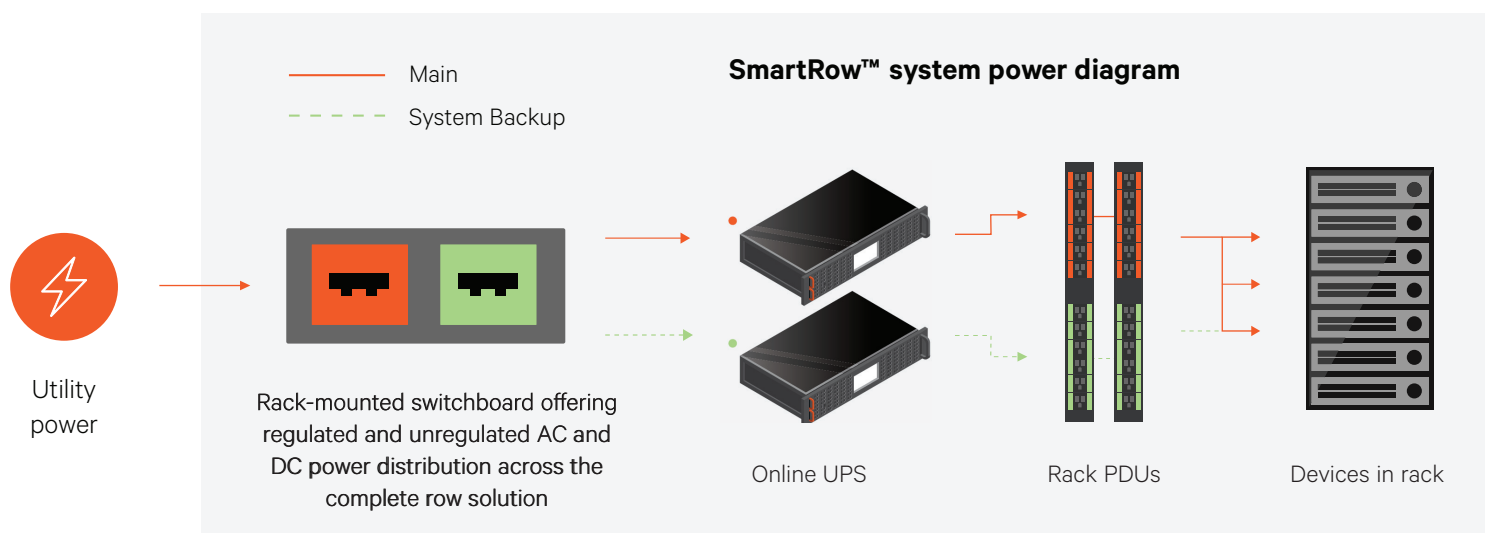 Main
System Backup
SmartRow™ system power diagram
Utility
power
Rack-mounted switchboard offering
regulated and unregulated AC and
DC power distribution across the
complete row solution
Online UPS
Rack PDUs
Devices in rack